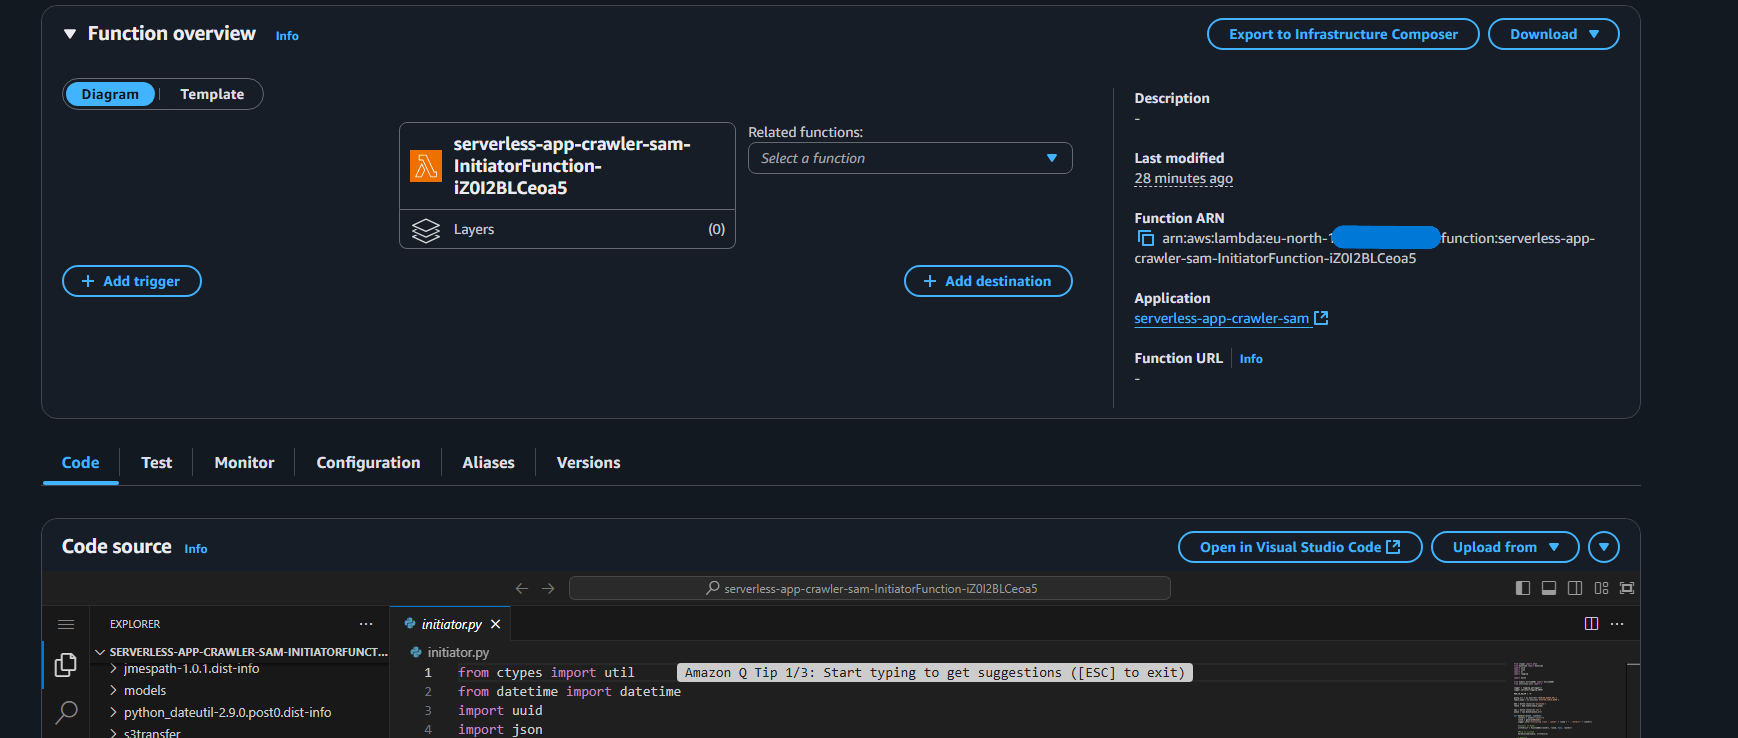 Function overview Info
Export to Infrastructure Composer
Download
Diagram
Template
serverless-app-crawler-sam-
InitiatorFunction-
iZ0I2BLCeoa5
Layers (0)
Related functions:
Select a function
+ Add trigger
+ Add destination
Description
-
Last modified
28 minutes ago
Function ARN
arn:aws:lambda:eu-north-1 function:serverless-app-
crawler-sam-InitiatorFunction-iZ0I2BLCeoa5
Application
serverless-app-crawler-sam
Function URL Info
-
Code
Test
Monitor
Configuration
Aliases
Versions
Code source Info
Open in Visual Studio Code
Upload from
serverless-app-crawler-sam-InitiatorFunction-iZ0I2BLCeoa5
EXPLORER ...
SERVERLESS-APP-CRAWLER-SAM-INITIATORFUNCT...
jmespath-1.0.1.dist-info
models
python_dateutil-2.9.0.post0.dist-info
s3transfer
initiator.py
initiator.py
1 from ctypes import util Amazon Q Tip 1/3: Start typing to get suggestions ([ESC] to exit)
2 from datetime import datetime
3 import uuid
4 import json